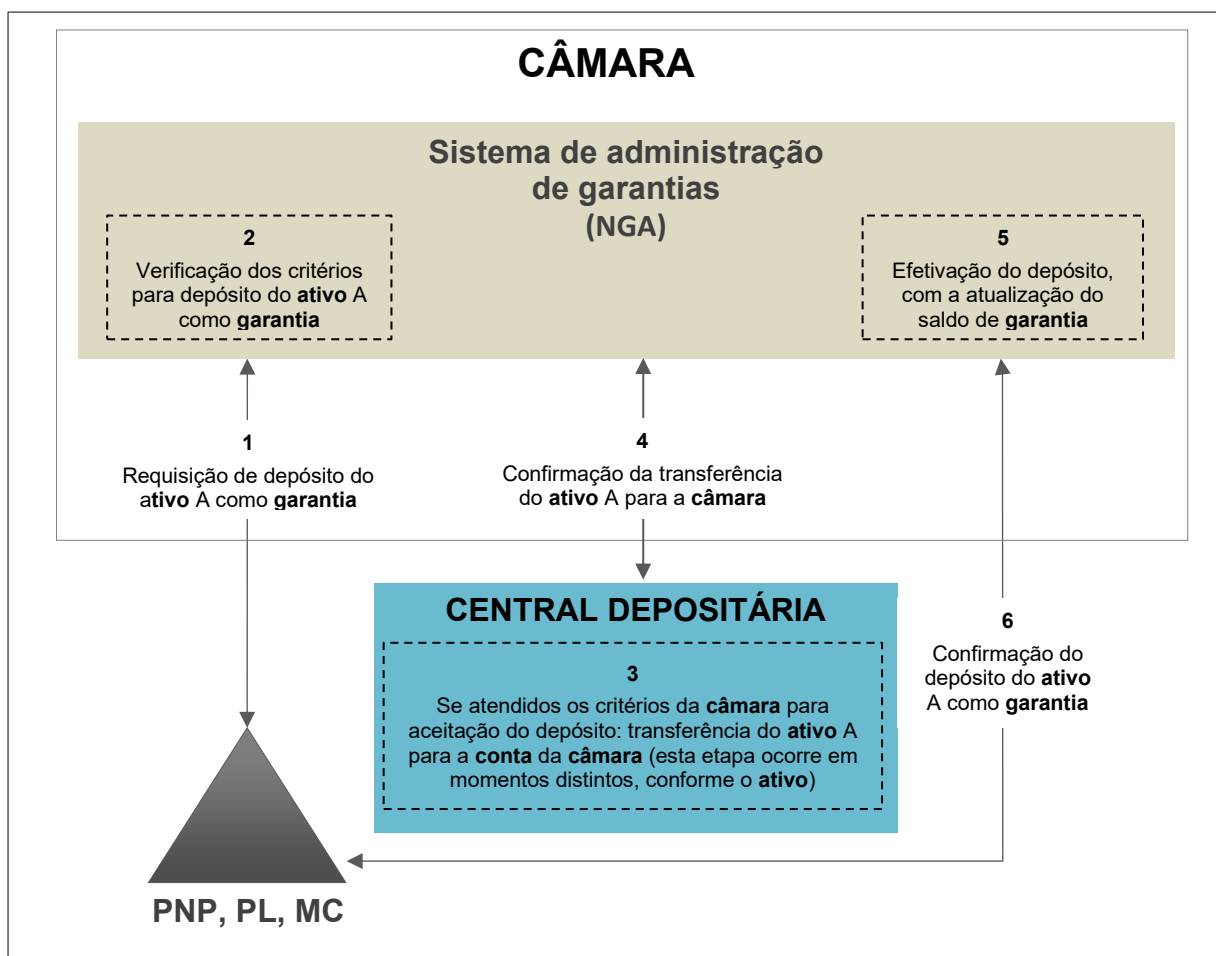 CÂMARA
Sistema de administração
de garantias
(NGA)
2
Verificação dos critérios
para depósito do ativo A
como garantia
5
Efetivação do depósito,
com a atualização do
saldo de garantia
1
Requisição de depósito do
ativo A como garantia
4
Confirmação da transferência
do ativo A para a câmara
CENTRAL DEPOSITÁRIA
3
Se atendidos os critérios da câmara para
aceitação do depósito: transferência do ativo A
para a conta da câmara (esta etapa ocorre em
momentos distintos, conforme o ativo)
6
Confirmação do
depósito do ativo
A como garantia
PNP, PL, MC